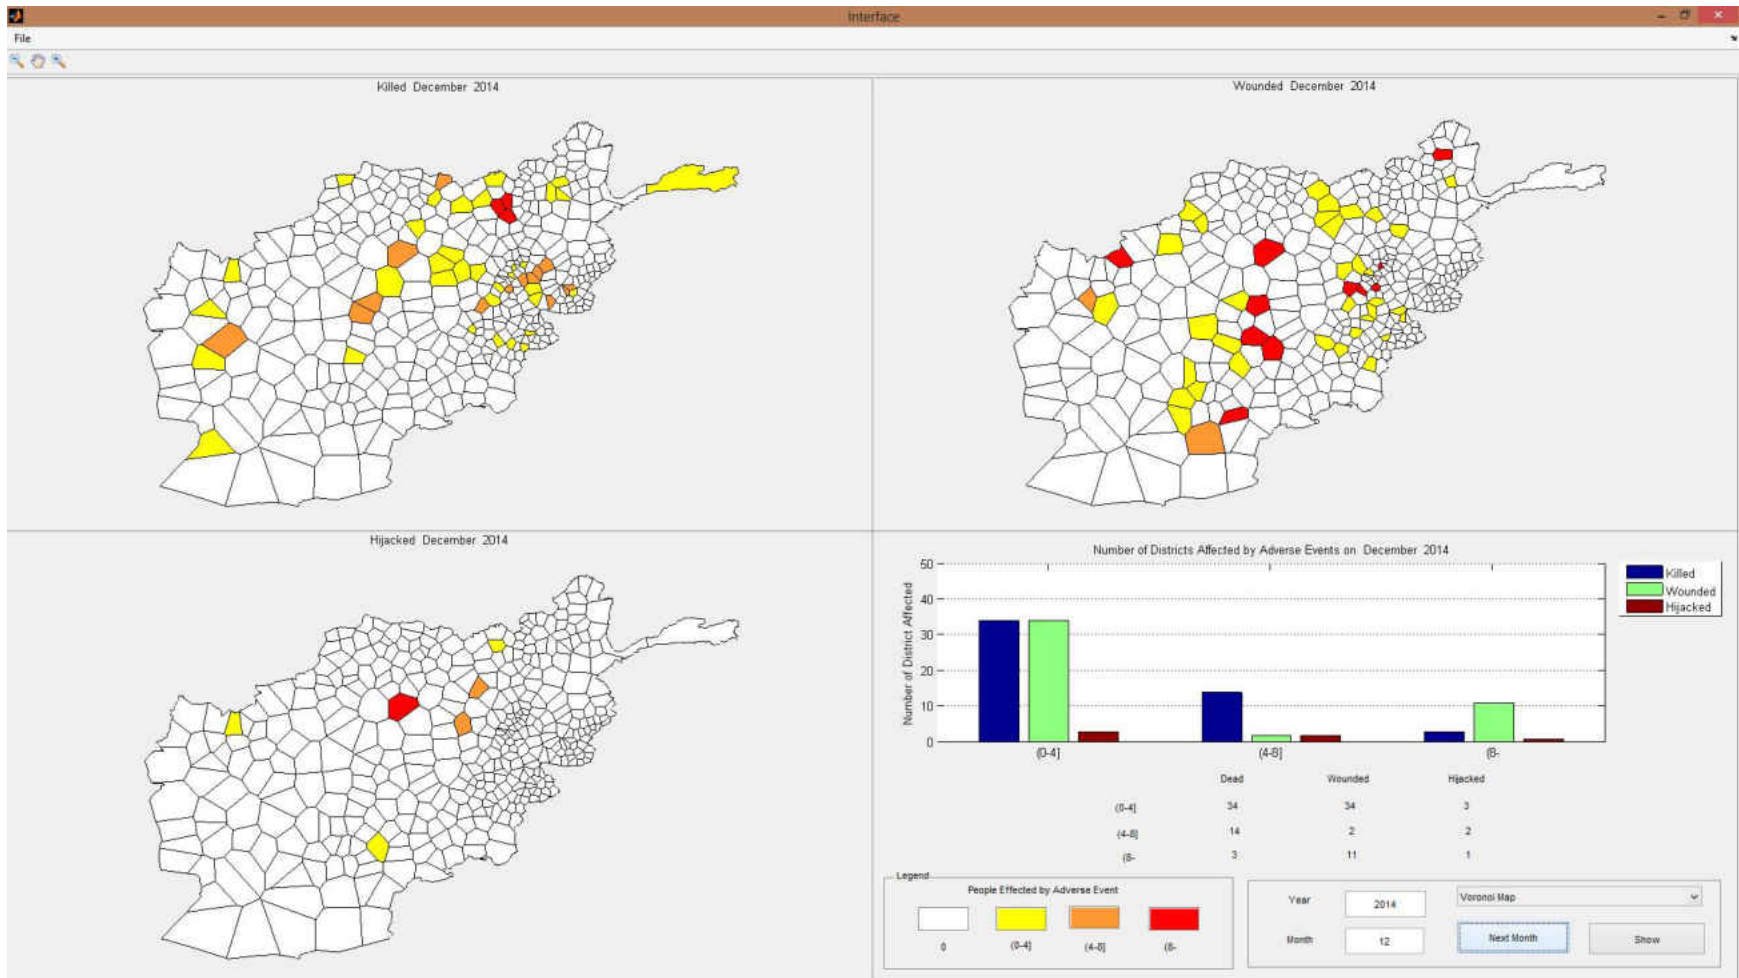 Interface
File
Killed December 2014
Wounded December 2014
Hijacked December 2014
Number of Districts Affected by Adverse Events on December 2014
Number of District Affected
50
40
30
20
10
0
(0-4]
(4-8]
(8-
Killed
Wounded
Hijacked
Dead Wounded Hijacked
(0-4] 34 34 3
(4-8] 14 2 2
(8- 3 11 1
Legend
People Effected by Adverse Event
0 (0-4] (4-8] (8-
Year 2014 Voronoi Map
Month 12 Next Month Show